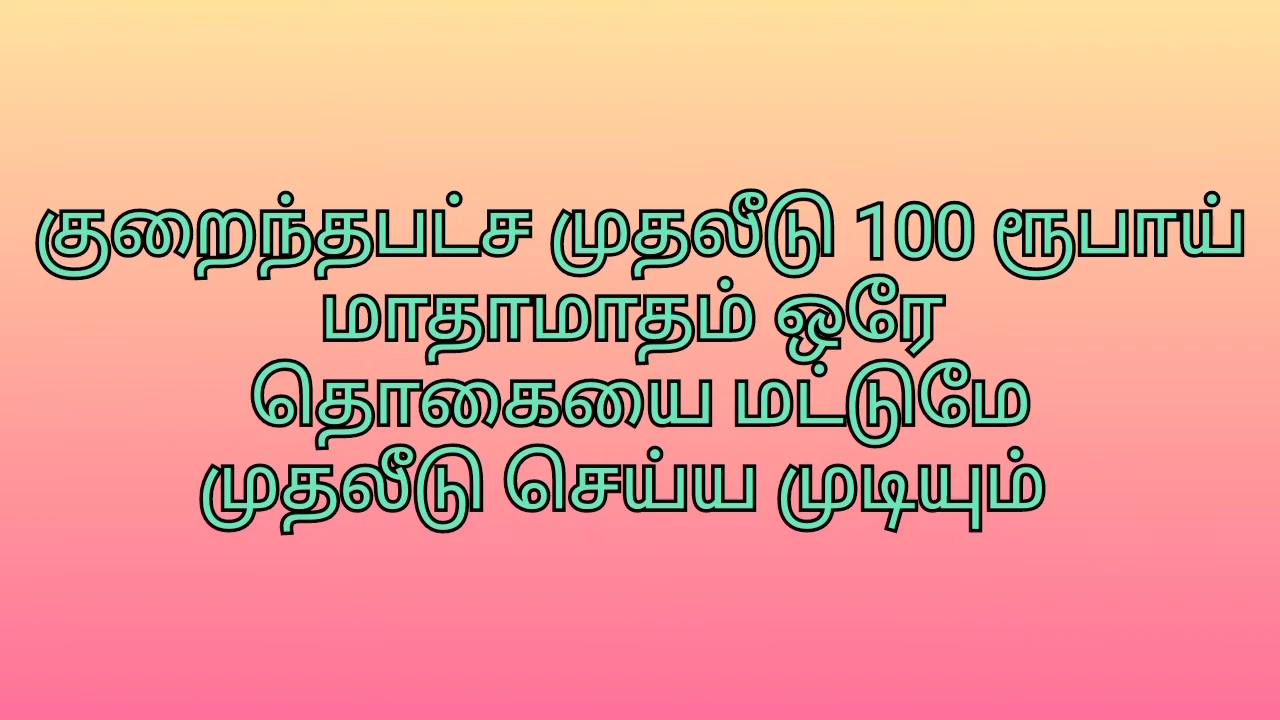 குறைந்தபட்ச முதலீடு 100 ரூபாய்
மாதாமாதம் ஒரே
தொகையை மட்டுமே
முதலீடு செய்ய முடியும்